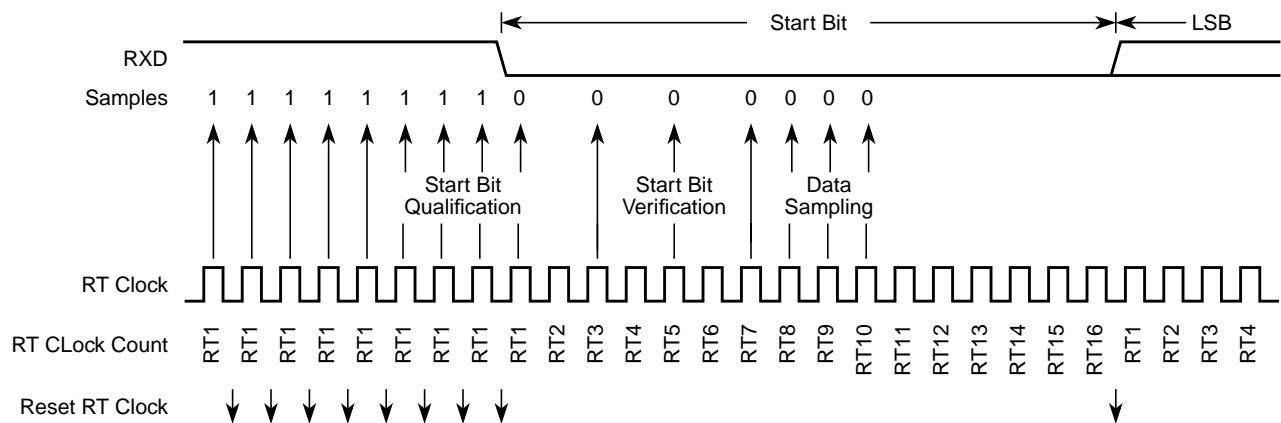 Start Bit LSB
RXD
Samples 1 1 1 1 1 1 1 1 0 0 0 0 0 0 0
Start Bit Qualification
Start Bit Verification
Data Sampling
RT Clock
RT CLock Count RT1 RT1 RT1 RT1 RT1 RT1 RT1 RT1 RT1 RT2 RT3 RT4 RT5 RT6 RT7 RT8 RT9 RT10 RT11 RT12 RT13 RT14 RT15 RT16 RT1 RT2 RT3 RT4
Reset RT Clock